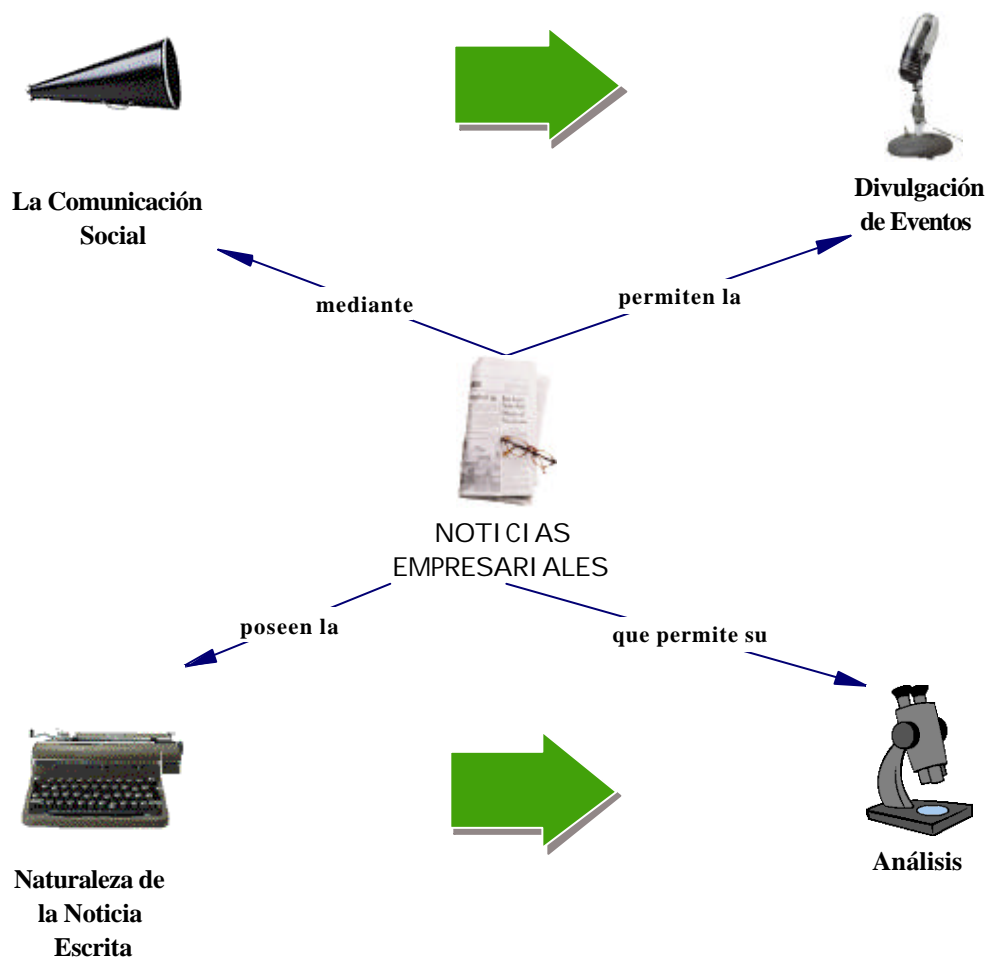 La Comunicación
Social
Divulgación
de Eventos
mediante
permiten la
NOTICIAS
EMPRESARIALES
poseen la
que permite su
Naturaleza de
la Noticia
Escrita
Análisis